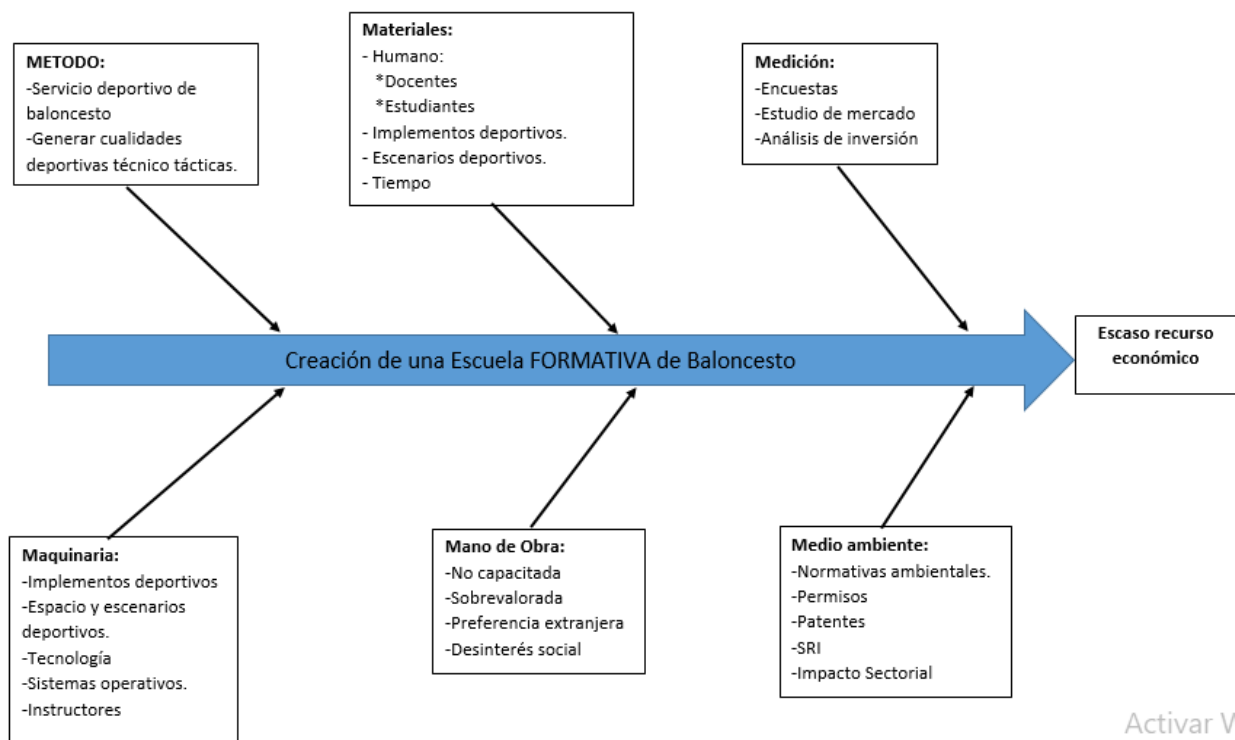 METODO:
-Servicio deportivo de
baloncesto
-Generar cualidades
deportivas técnico tácticas.
Materiales:
- Humano:
*Docentes
*Estudiantes
- Implementos deportivos.
- Escenarios deportivos.
- Tiempo
Medición:
-Encuestas
-Estudio de mercado
-Análisis de inversión
Creación de una Escuela FORMATIVA de Baloncesto
Escaso recurso
económico
Maquinaria:
-Implementos deportivos
-Espacio y escenarios
deportivos.
-Tecnología
-Sistemas operativos.
-Instructores
Mano de Obra:
-No capacitada
-Sobrevalorada
-Preferencia extranjera
-Desinterés social
Medio ambiente:
-Normativas ambientales.
-Permisos
-Patentes
-SRI
-Impacto Sectorial
Activar W